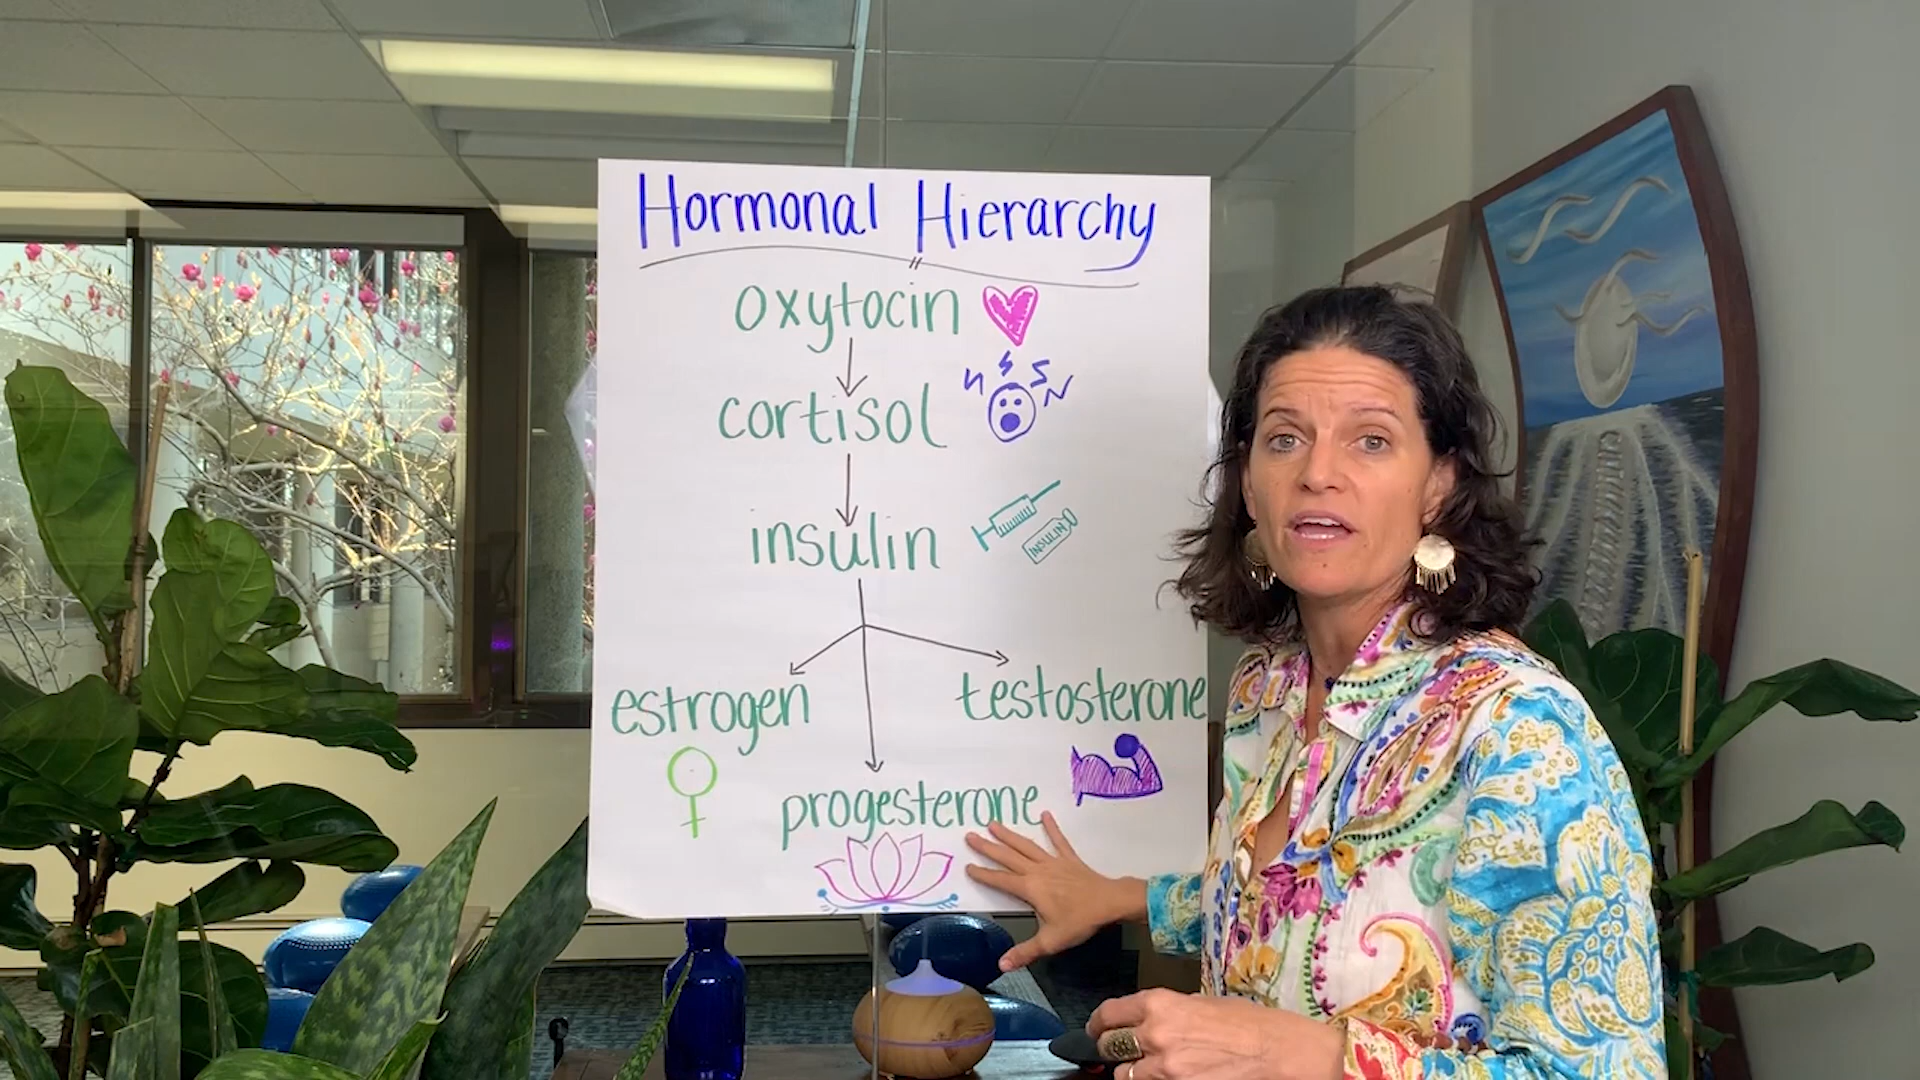 Hormonal Hierarchy
oxytocin
cortisol
insulin
INSULIN
estrogen
testosterone
progesterone